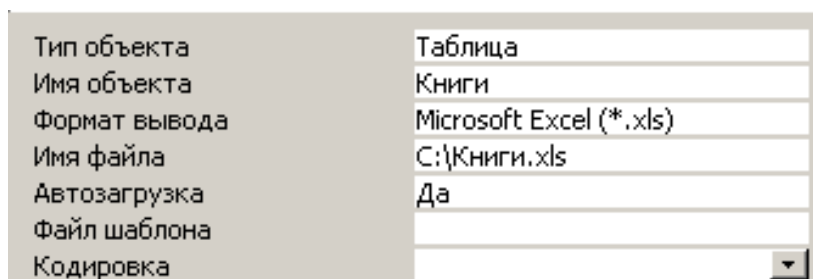 Тип объекта Таблица
Имя объекта Книги
Формат вывода Microsoft Excel (*.xls)
Имя файла C:\Книги.xls
Автозагрузка Да
Файл шаблона
Кодировка